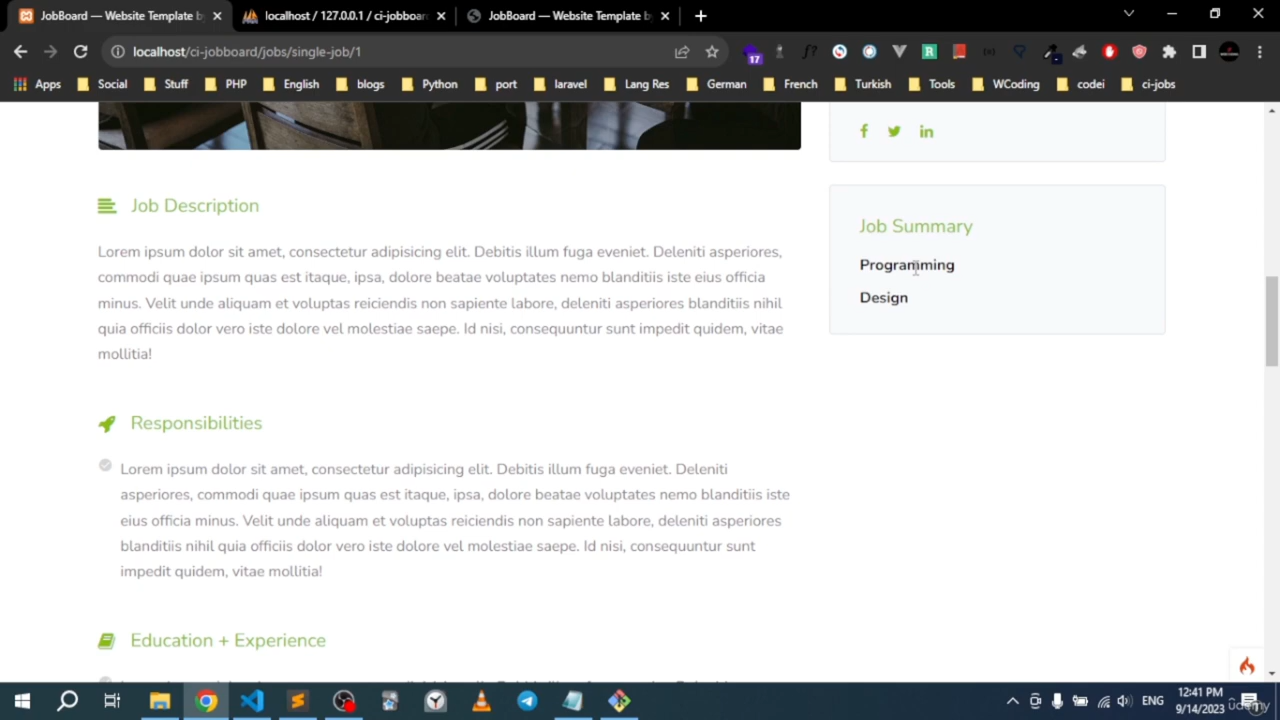 JobBoard — Website Template by
localhost / 127.0.0.1 / ci-jobboar
JobBoard — Website Template by
localhost/ci-jobboard/jobs/single-job/1
17
Apps
Social
Stuff
PHP
English
blogs
Python
port
laravel
Lang Res
German
French
Turkish
Tools
WCoding
codei
ci-jobs
Job Description
Lorem ipsum dolor sit amet, consectetur adipisicing elit. Debitis illum fuga eveniet. Deleniti asperiores,
commodi quae ipsum quas est itaque, ipsa, dolore beatae voluptates nemo blanditiis iste eius officia
minus. Velit unde aliquam et voluptas reiciendis non sapiente labore, deleniti asperiores blanditiis nihil
quia officiis dolor vero iste dolore vel molestiae saepe. Id nisi, consequuntur sunt impedit quidem, vitae
mollitia!
Responsibilities
Lorem ipsum dolor sit amet, consectetur adipisicing elit. Debitis illum fuga eveniet. Deleniti
asperiores, commodi quae ipsum quas est itaque, ipsa, dolore beatae voluptates nemo blanditiis iste
eius officia minus. Velit unde aliquam et voluptas reiciendis non sapiente labore, deleniti asperiores
blanditiis nihil quia officiis dolor vero iste dolore vel molestiae saepe. Id nisi, consequuntur sunt
impedit quidem, vitae mollitia!
Education + Experience
Job Summary
Programming
Design
ENG
12:41 PM
9/14/2023
udemy